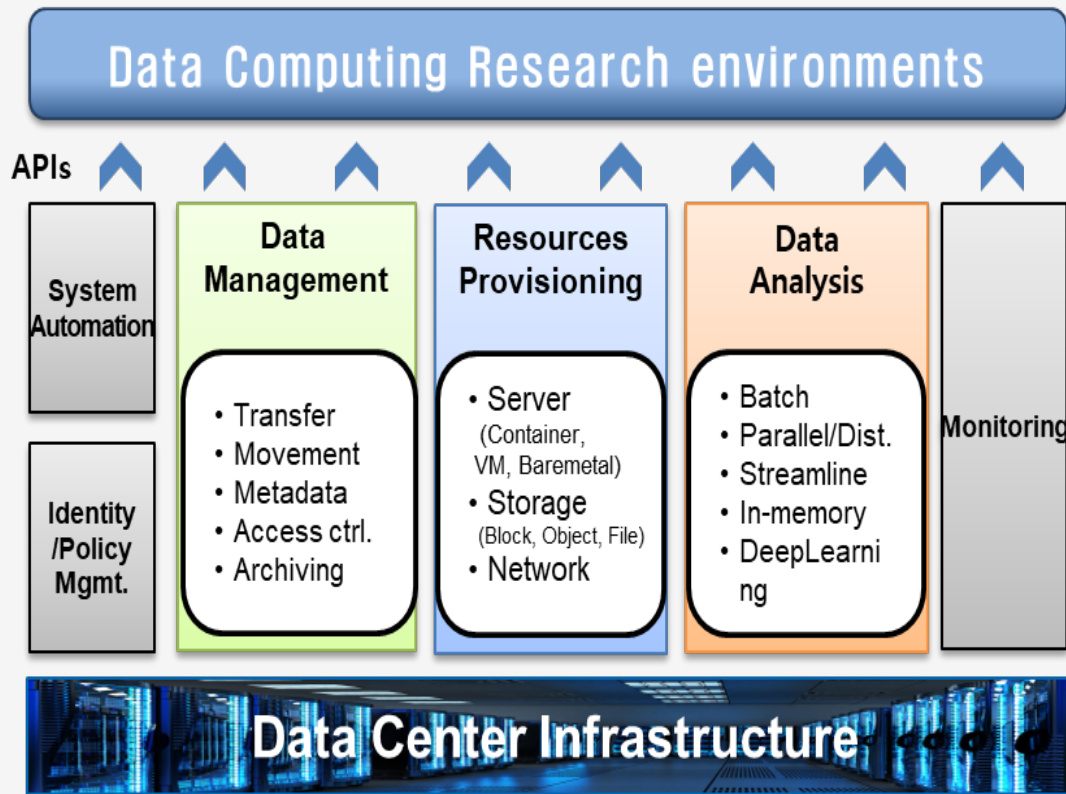 Data Computing Research environments
APIs
System
Automation
Identity
/Policy
Mgmt.
Data
Management
• Transfer
• Movement
• Metadata
• Access ctrl.
• Archiving
Resources
Provisioning
• Server
(Container,
VM, Baremetal)
• Storage
(Block, Object, File)
• Network
Data
Analysis
• Batch
• Parallel/Dist.
• Streamline
• In-memory
• DeepLearni
ng
Monitoring
Data Center Infrastructure